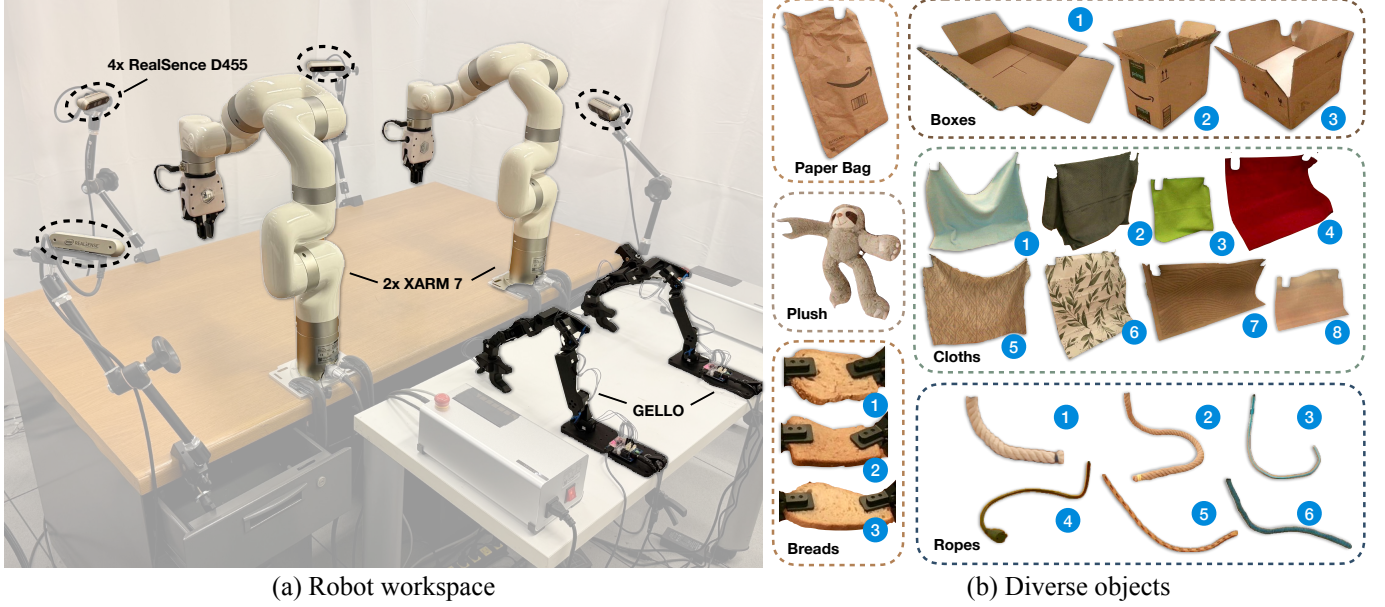 4x RealSence D455
2x XARM 7
GELLO
(a) Robot workspace
Paper Bag
Plush
1
2
3
Breads
1
2
3
Boxes
1
2
3
4
5
6
7
8
Cloths
1
2
3
4
5
6
Ropes
(b) Diverse objects